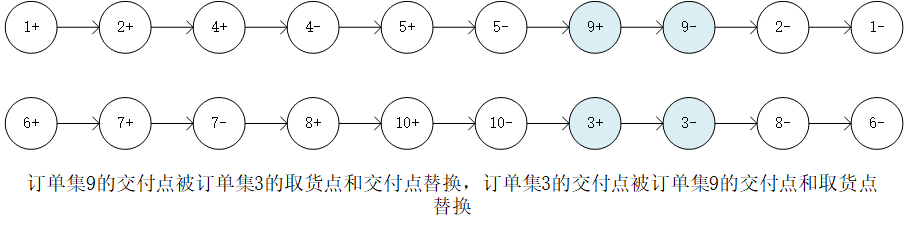 1+ 2+ 4+ 4- 5+ 5- 9+ 9- 2- 1-
6+ 7+ 7- 8+ 10+ 10- 3+ 3- 8- 6-
订单集9的交付点被订单集3的取货点和交付点替换，订单集3的交付点被订单集9的交付点和取货点
替换